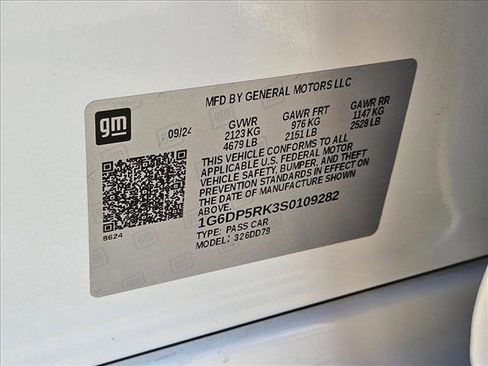 MFD BY GENERAL MOTORS LLC
gm
09/24
GVWR GAWR FRT GAWR RR
2123 KG 976 KG 1147 KG
4679 LB 2151 LB 2528 LB
THIS VEHICLE CONFORMS TO ALL
APPLICABLE U.S. FEDERAL MOTOR
VEHICLE SAFETY, BUMPER, AND THEFT
PREVENTION STANDARDS IN EFFECT ON
THE DATE OF MANUFACTURE SHOWN
ABOVE.
1G6DP5RK3S0109282
8624
TYPE: PASS CAR
MODEL: 326DD79